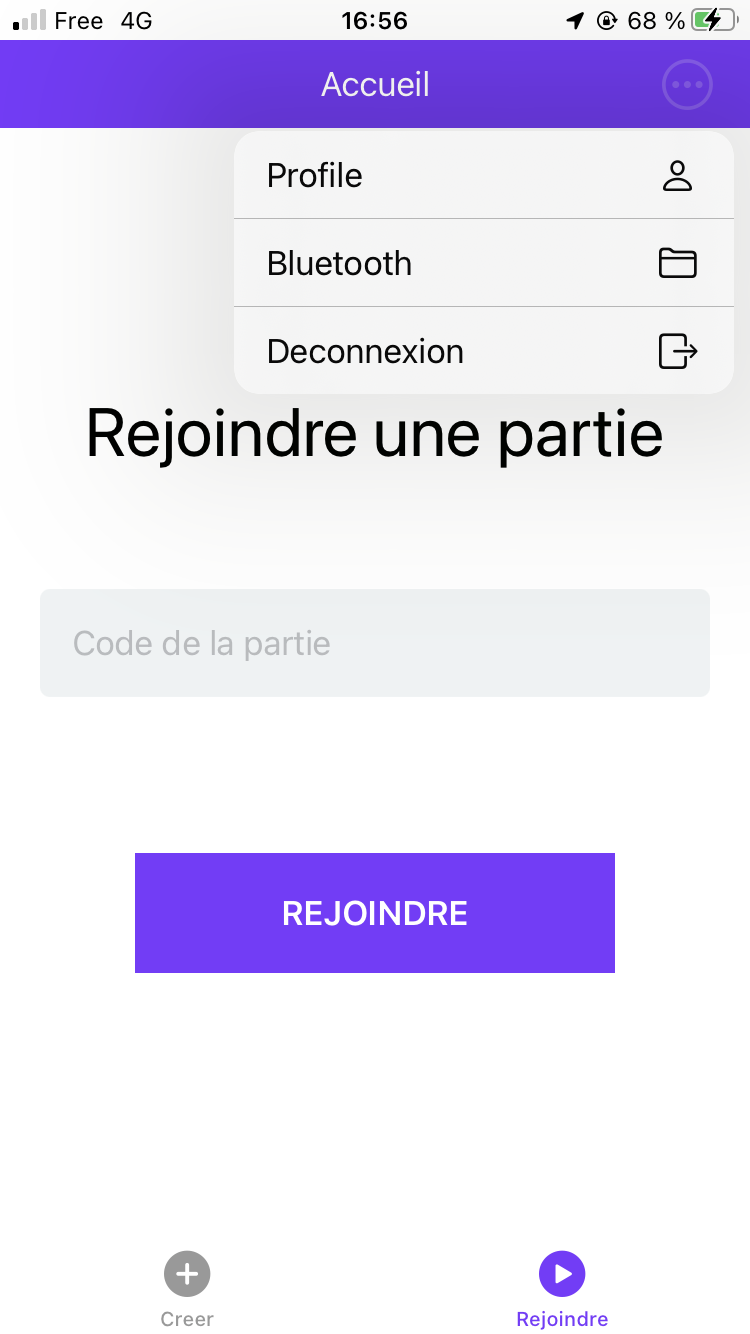 Free 4G 16:56 68 %
Accueil
Profile
Bluetooth
Deconnexion
Rejoindre une partie
Code de la partie
REJOINDRE
Creer Rejoindre